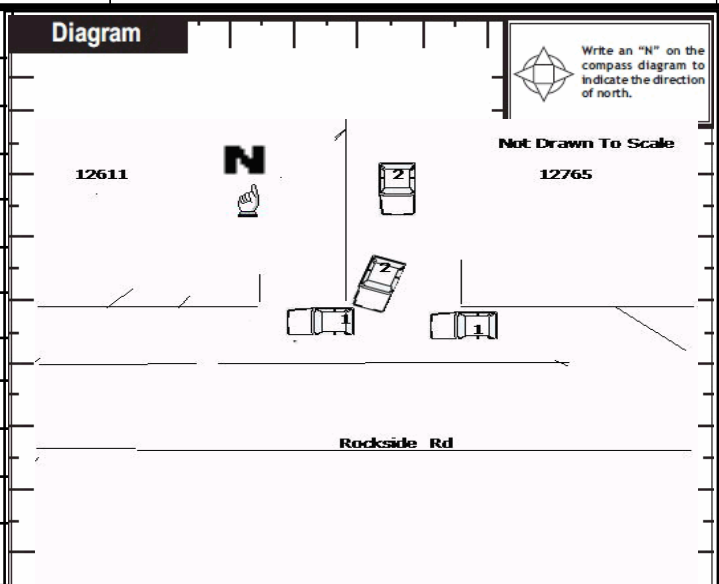 Diagram
Write an “N” on the
compass diagram to
indicate the direction
of north.
Not Drawn To Scale
12611
N
2
12765
2
1
1
Rockside Rd